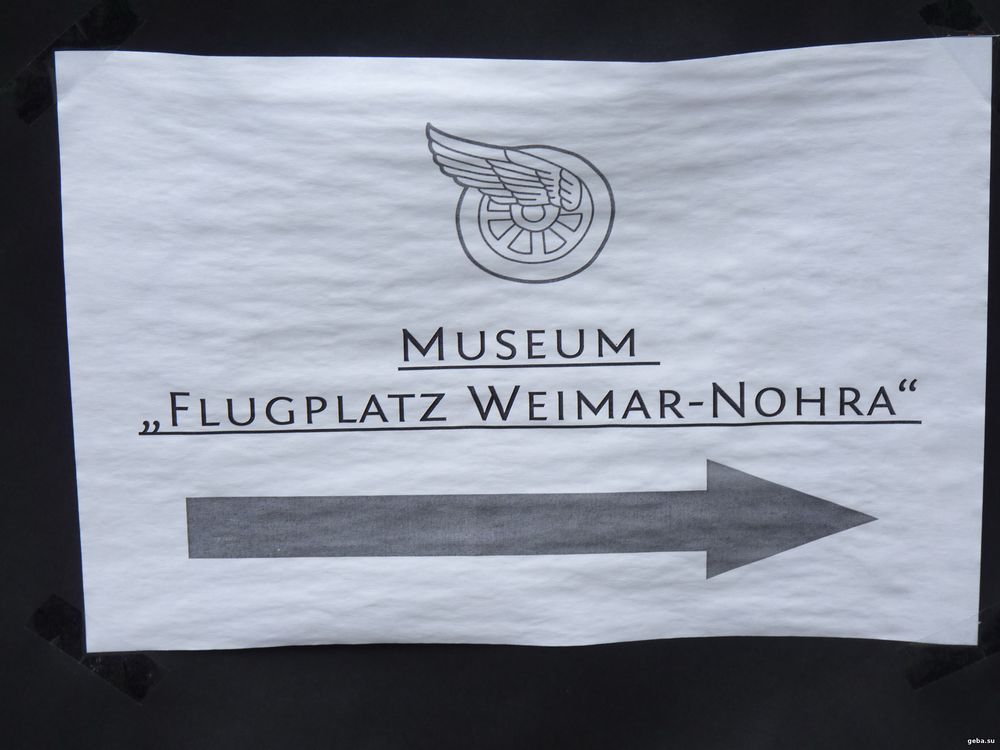 MUSEUM
„FLUGPLATZ WEIMAR-NOHRA“
geba.su